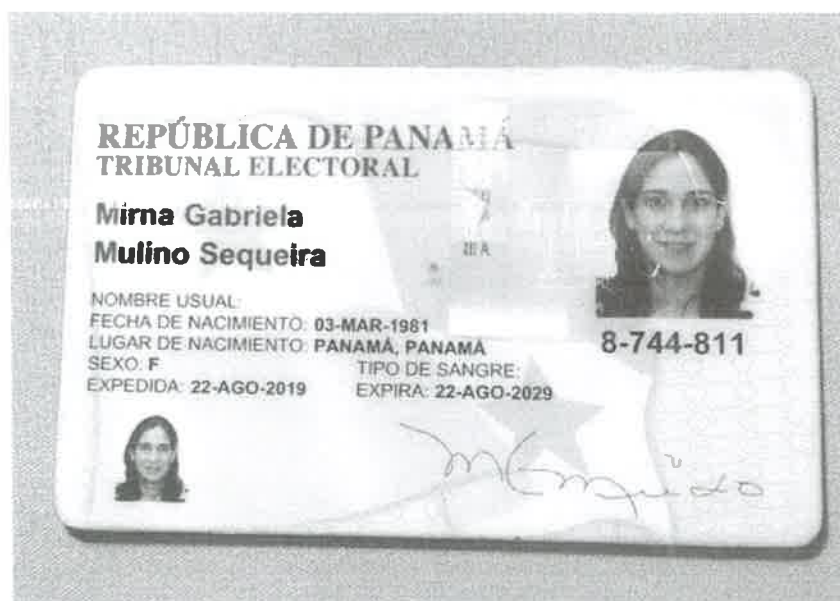 REPÚBLICA DE PANAMÁ
TRIBUNAL ELECTORAL
Mirna Gabriela
Mulino Sequeira
NOMBRE USUAL:
FECHA DE NACIMIENTO: 03-MAR-1981
LUGAR DE NACIMIENTO: PANAMÁ, PANAMÁ
SEXO: F TIPO DE SANGRE:
EXPEDIDA: 22-AGO-2019 EXPIRA: 22-AGO-2029
8-744-811